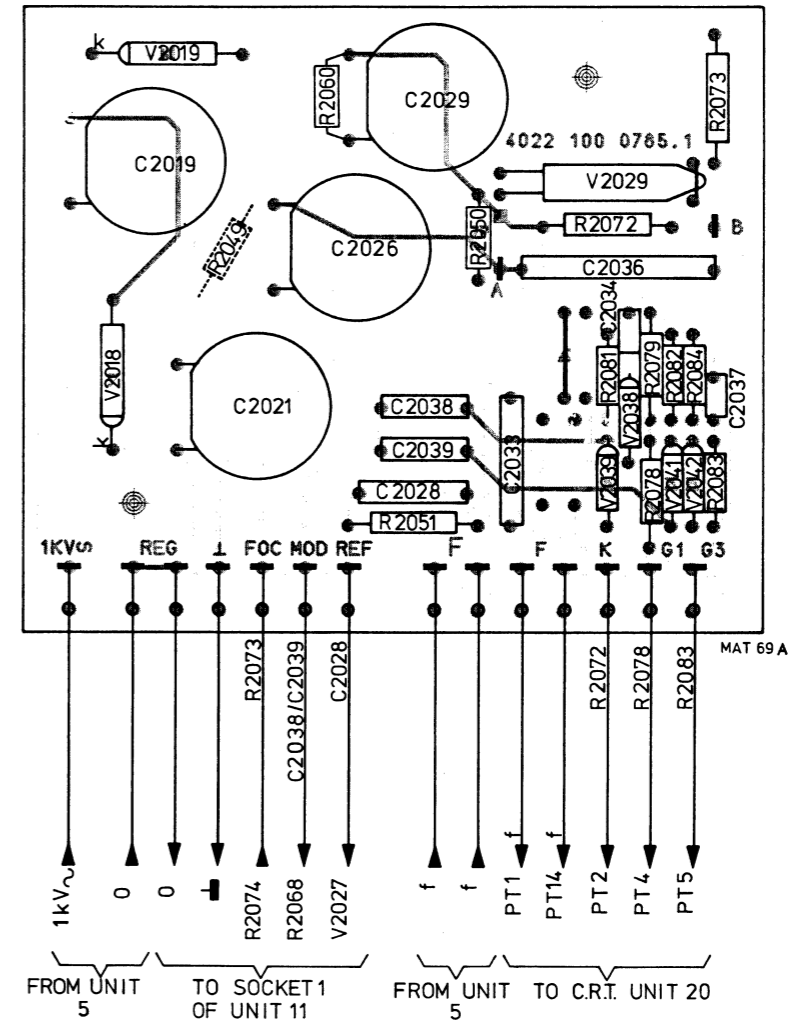 k
V2019
R2060
C2029
R2073
4022 100 0765.1
C2019
V2029
R2049
C2026
R2050
R2072
B
C2036
A
C2034
V2018
k
C2021
R2081
V2038
R2079
R2082
R2084
C2037
C2038
C2039
C2033
C2028
R2051
V2039
R2078
V2041
V2042
R2083
1KVS REG ⊥ FOC MOD REF F F K G1 G3
MAT 69 A
R2073
C2038/C2039
C2028
R2072
R2078
R2083
1kV~
0
0
⊥
R2074
R2068
V2027
f
f
f
PT1
f
PT14
PT2
PT4
PT5
FROM UNIT
5
TO SOCKET 1
OF UNIT 11
FROM UNIT
5
TO C.R.T. UNIT 20